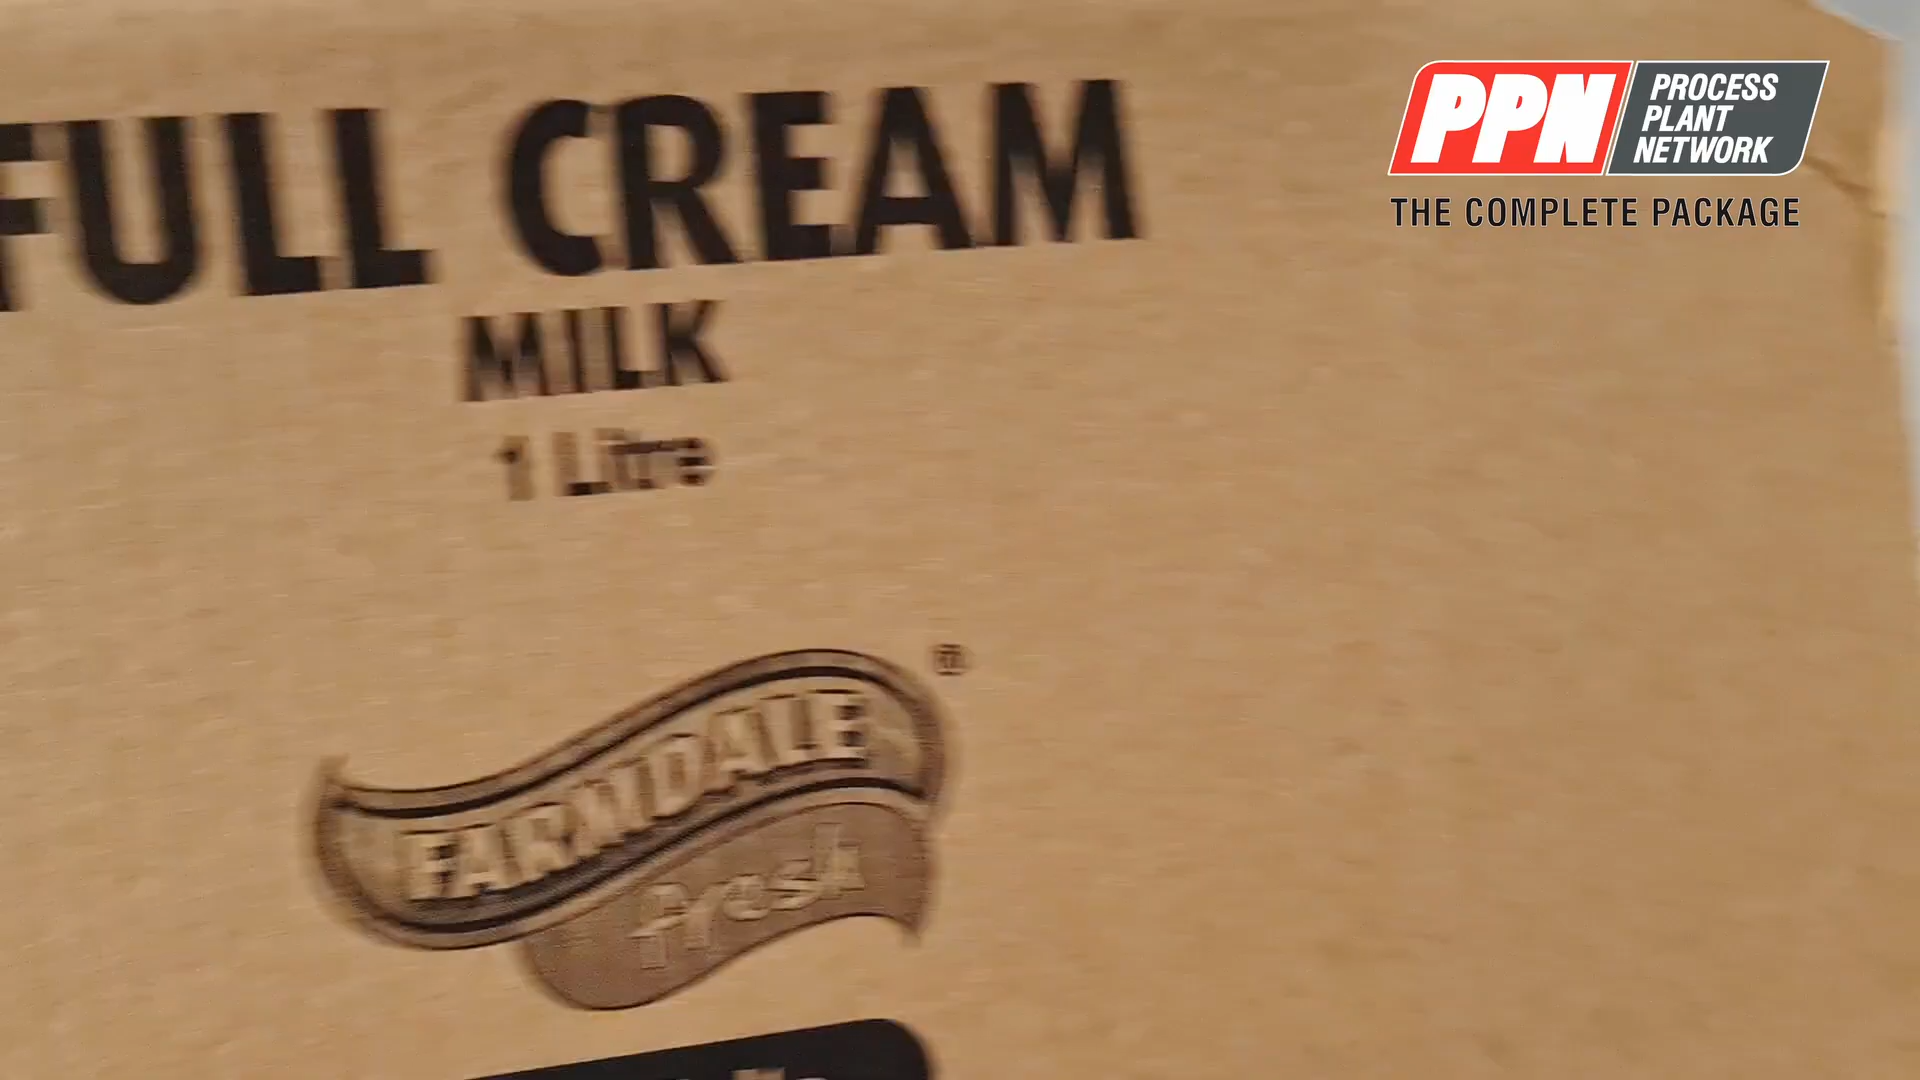 FULL CREAM
MILK
1 Litre
FARMDALE
fresh
®
PPN PROCESS
PLANT
NETWORK
THE COMPLETE PACKAGE